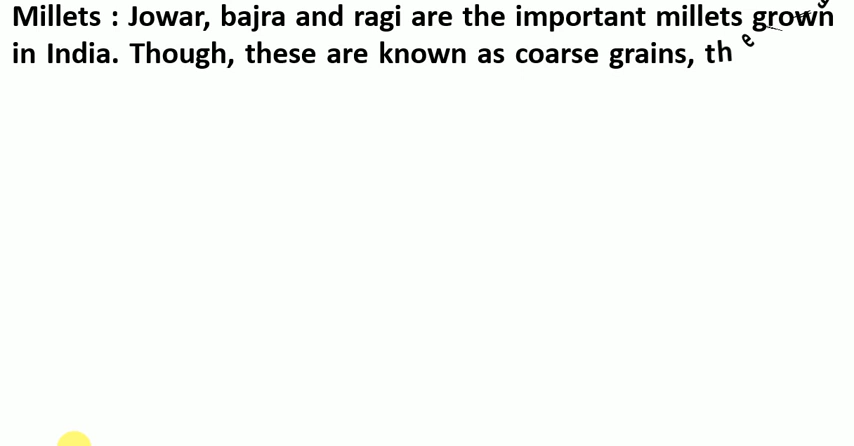 Millets : Jowar, bajra and ragi are the important millets grown
in India. Though, these are known as coarse grains, the